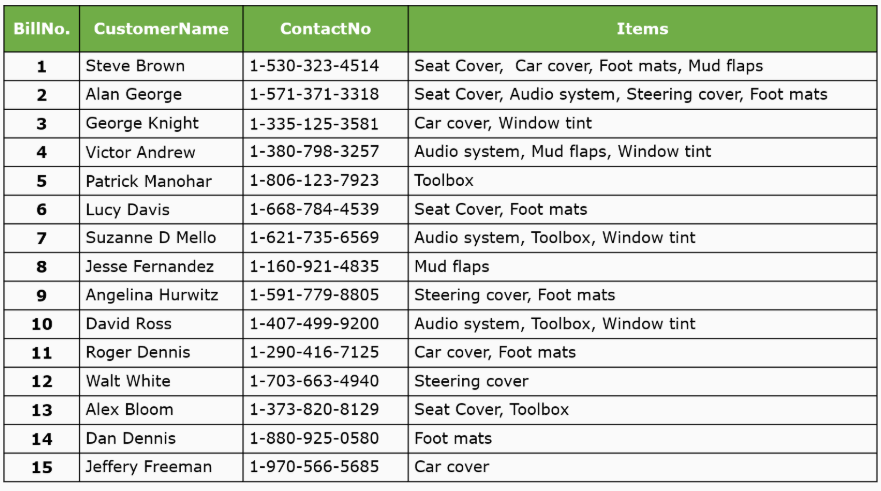 BillNo. CustomerName ContactNo Items
1 Steve Brown 1-530-323-4514 Seat Cover, Car cover, Foot mats, Mud flaps
2 Alan George 1-571-371-3318 Seat Cover, Audio system, Steering cover, Foot mats
3 George Knight 1-335-125-3581 Car cover, Window tint
4 Victor Andrew 1-380-798-3257 Audio system, Mud flaps, Window tint
5 Patrick Manohar 1-806-123-7923 Toolbox
6 Lucy Davis 1-668-784-4539 Seat Cover, Foot mats
7 Suzanne D Mello 1-621-735-6569 Audio system, Toolbox, Window tint
8 Jesse Fernandez 1-160-921-4835 Mud flaps
9 Angelina Hurwitz 1-591-779-8805 Steering cover, Foot mats
10 David Ross 1-407-499-9200 Audio system, Toolbox, Window tint
11 Roger Dennis 1-290-416-7125 Car cover, Foot mats
12 Walt White 1-703-663-4940 Steering cover
13 Alex Bloom 1-373-820-8129 Seat Cover, Toolbox
14 Dan Dennis 1-880-925-0580 Foot mats
15 Jeffery Freeman 1-970-566-5685 Car cover